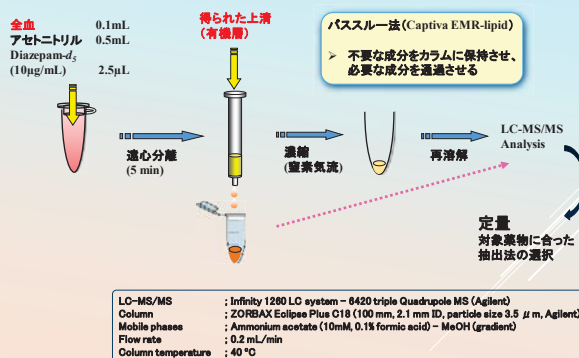 全血 0.1mL
アセトニトリル 0.5mL
Diazepam-d5
(10μg/mL) 2.5μL
得られた上清
(有機層)
パススルー法(Captiva EMR-lipid)
➢ 不要な成分をカラムに保持させ、
必要な成分を通過させる
遠心分離
(5 min)
濃縮
(窒素気流)
再溶解
LC-MS/MS
Analysis
定量
対象薬物に合った
抽出法の選択
LC-MS/MS ; Infinity 1260 LC system – 6420 triple Quadrupole MS (Agilent)
Column ; ZORBAX Eclipse Plus C18 (100 mm, 2.1 mm ID, particle size 3.5 μm, Agilent)
Mobile phases ; Ammonium acetate (10mM, 0.1% formic acid) – MeOH (gradient)
Flow rate ; 0.2 mL/min
Column temperature ; 40 °C